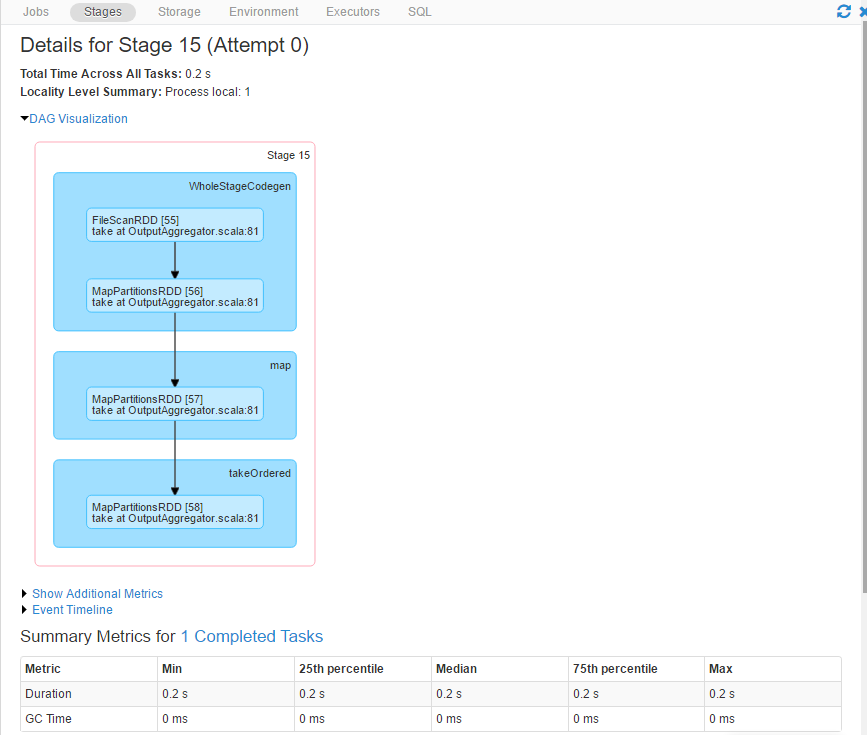 Jobs Stages Storage Environment Executors SQL
Details for Stage 15 (Attempt 0)
Total Time Across All Tasks: 0.2 s
Locality Level Summary: Process local: 1
DAG Visualization
Stage 15
WholeStageCodegen
FileScanRDD [55]
take at OutputAggregator.scala:81
MapPartitionsRDD [56]
take at OutputAggregator.scala:81
map
MapPartitionsRDD [57]
take at OutputAggregator.scala:81
takeOrdered
MapPartitionsRDD [58]
take at OutputAggregator.scala:81
Show Additional Metrics
Event Timeline
Summary Metrics for 1 Completed Tasks
Metric Min 25th percentile Median 75th percentile Max
Duration 0.2 s 0.2 s 0.2 s 0.2 s 0.2 s
GC Time 0 ms 0 ms 0 ms 0 ms 0 ms